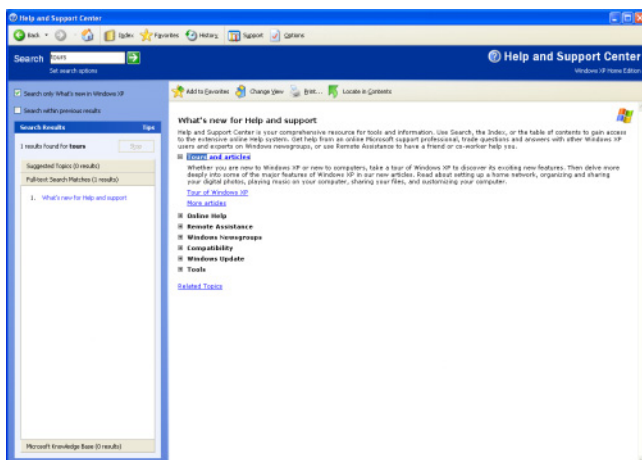 Help and Support Center
Back Index Favorites History Support Options
Search tours
Set search options
Help and Support Center
Windows XP Home Edition
Search only What's new in Windows XP
Search within previous results
Search Results Tips
1 results found for tours
Suggested Topics (0 results)
Full-text Search Matches (1 results)
1. What's new for Help and support
Microsoft Knowledge Base (0 results)
Add to Favorites Change View Print... Locate in Contents
What's new for Help and support
Help and Support Center is your comprehensive resource for tools and information. Use Search, the Index, or the table of contents to gain access
to the extensive online Help system. Get help from an online Microsoft support professional, trade questions and answers with other Windows XP
users and experts on Windows newsgroups, or use Remote Assistance to have a friend or co-worker help you.
Tours and articles
Whether you are new to Windows XP or new to computers, take a tour of Windows XP to discover its exciting new features. Then delve more
deeply into some of the major features of Windows XP in our new articles. Read about setting up a home network, organizing and sharing
your digital photos, playing music on your computer, sharing your files, and customizing your computer.
Tour of Windows XP
More articles
Online Help
Remote Assistance
Windows Newsgroups
Compatibility
Windows Update
Tools
Related Topics